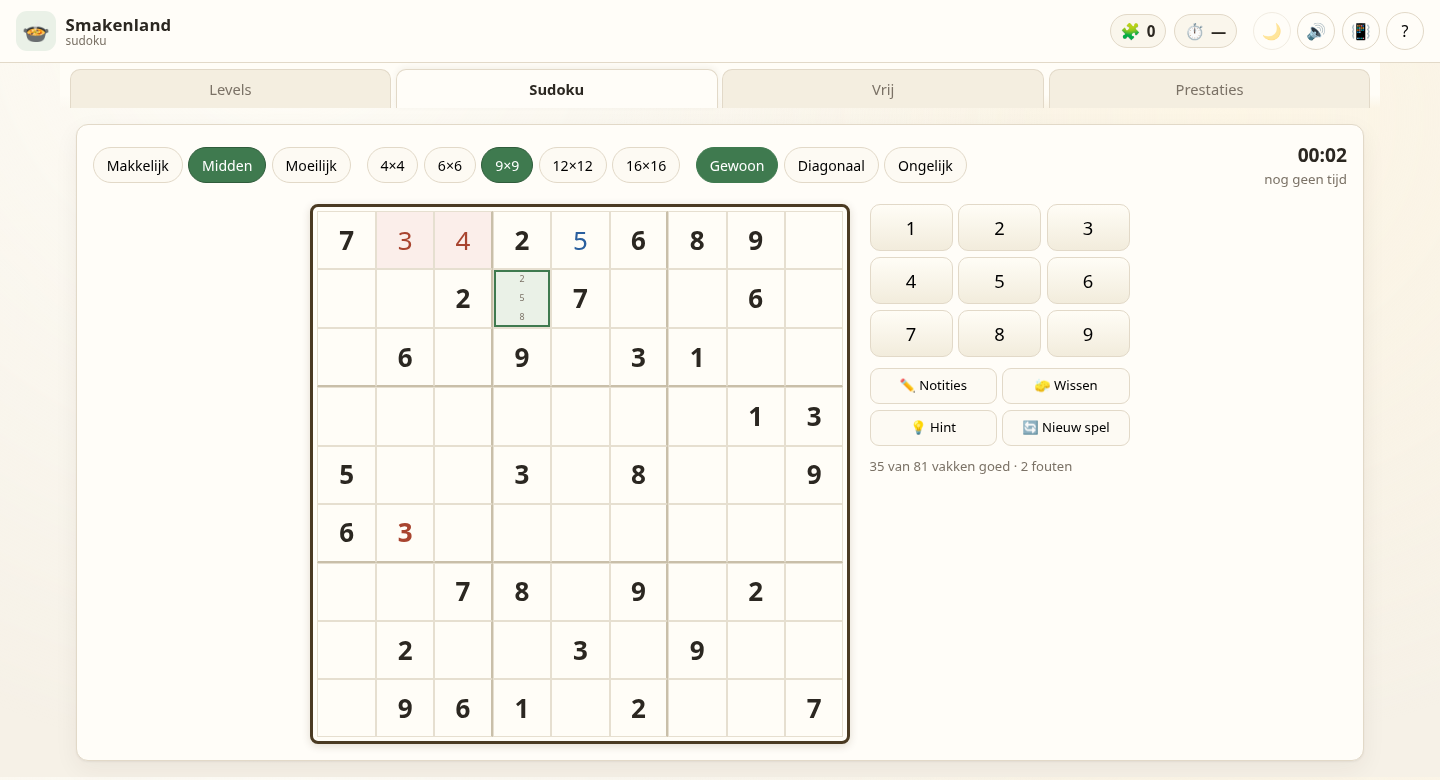 Smakenland
sudoku
0
—
?
Levels
Sudoku
Vrij
Prestaties
Makkelijk Midden Moeilijk 4×4 6×6 9×9 12×12 16×16 Gewoon Diagonaal Ongelijk
00:02
nog geen tijd
7 3 4 2 5 6 8 9
2 7 6
2
5
8
6 9 3 1
1 3
5 3 8 9
6 3
7 8 9 2
2 3 9
9 6 1 2 7
1 2 3
4 5 6
7 8 9
Notities Wissen
Hint Nieuw spel
35 van 81 vakken goed · 2 fouten